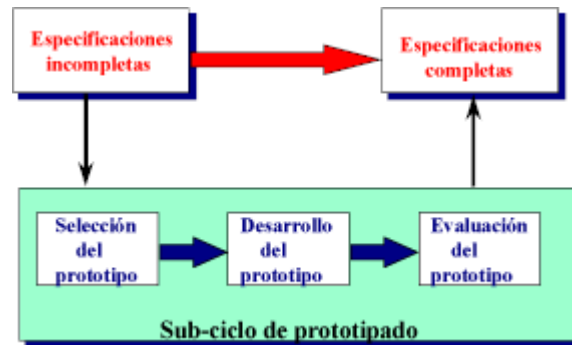 Especificaciones
incompletas
Especificaciones
completas
Selección
del
prototipo
Desarrollo
del
prototipo
Evaluación
del
prototipo
Sub-ciclo de prototipado